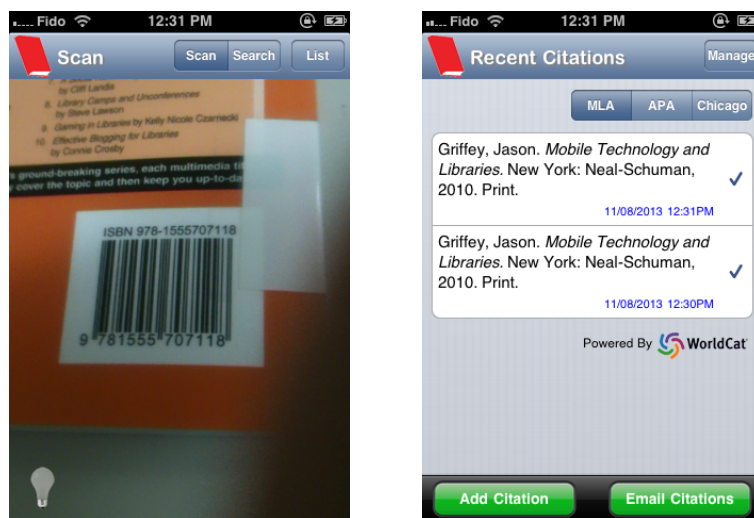 Fido 12:31 PM
Scan Scan Search List
by Cliff Landis
8. Library Camps and Unconferences
by Steve Lawson
9. Gaming in Libraries by Kelly Nicole Czarnecki
10. Effective Blogging for Libraries
by Connie Crosby
ground-breaking series, each multimedia
cover the topic and then keep you
ISBN 978-1555707118
9 781555 707118
Fido 12:31 PM
Recent Citations Manage
MLA APA Chicago
Griffey, Jason. Mobile Technology and
Libraries. New York: Neal-Schuman,
2010. Print.
11/08/2013 12:31PM
Griffey, Jason. Mobile Technology and
Libraries. New York: Neal-Schuman,
2010. Print.
11/08/2013 12:30PM
Powered By WorldCat
Add Citation Email Citations